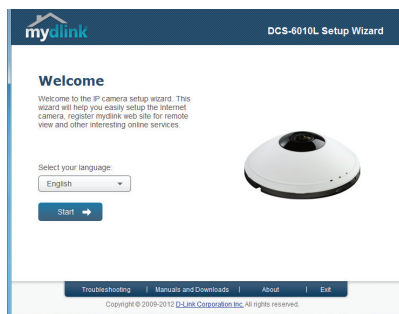 mydlink
DCS-6010L Setup Wizard
Welcome
Welcome to the IP camera setup wizard. This
wizard will help you easily setup the Internet
camera, register mydlink web site for remote
view and other interesting online services.
Select your language:
English
Start
Troubleshooting | Manuals and Downloads | About | Exit
Copyright © 2009-2012 D-Link Corporation Inc. All rights reserved.